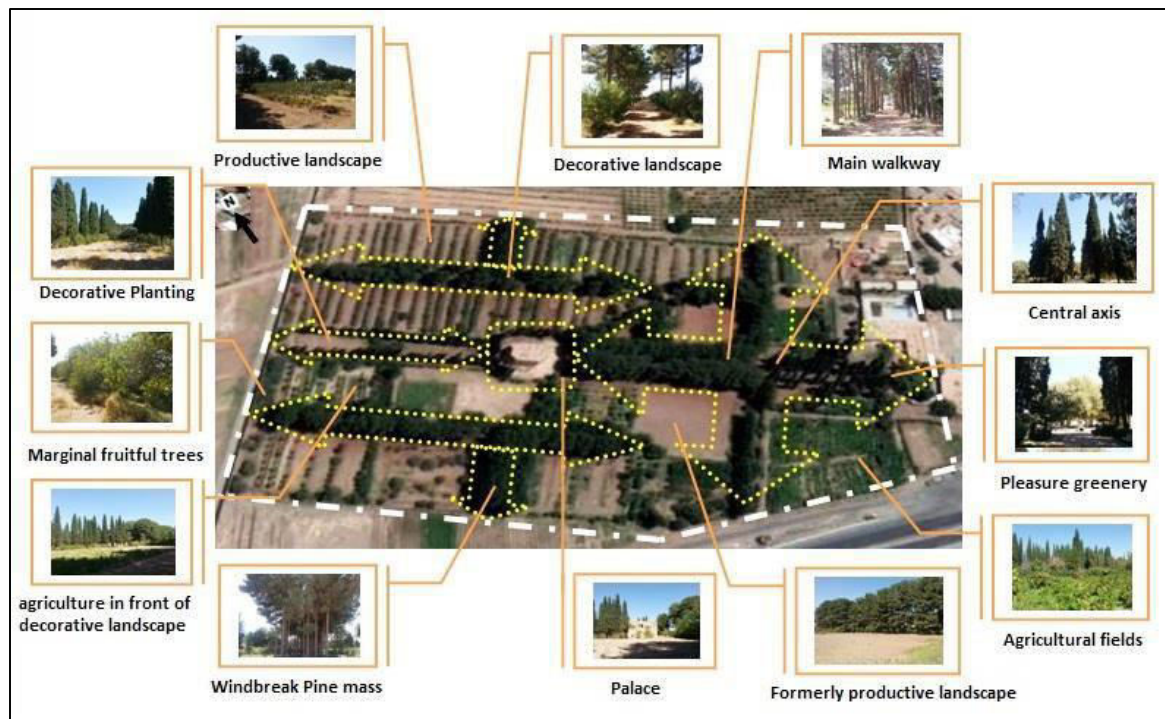 Productive landscape
Decorative landscape
Main walkway
Decorative Planting
Central axis
Marginal fruitful trees
Pleasure greenery
agriculture in front of
decorative landscape
Windbreak Pine mass
Palace
Formerly productive landscape
Agricultural fields
N